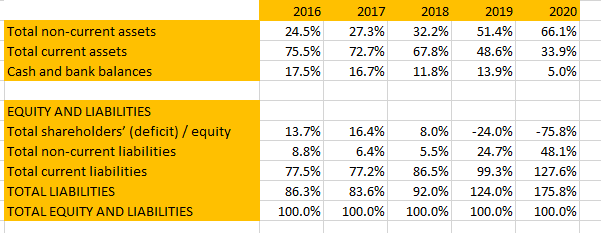 2016 2017 2018 2019 2020
Total non-current assets 24.5% 27.3% 32.2% 51.4% 66.1%
Total current assets 75.5% 72.7% 67.8% 48.6% 33.9%
Cash and bank balances 17.5% 16.7% 11.8% 13.9% 5.0%
EQUITY AND LIABILITIES
Total shareholders’ (deficit) / equity 13.7% 16.4% 8.0% -24.0% -75.8%
Total non-current liabilities 8.8% 6.4% 5.5% 24.7% 48.1%
Total current liabilities 77.5% 77.2% 86.5% 99.3% 127.6%
TOTAL LIABILITIES 86.3% 83.6% 92.0% 124.0% 175.8%
TOTAL EQUITY AND LIABILITIES 100.0% 100.0% 100.0% 100.0% 100.0%